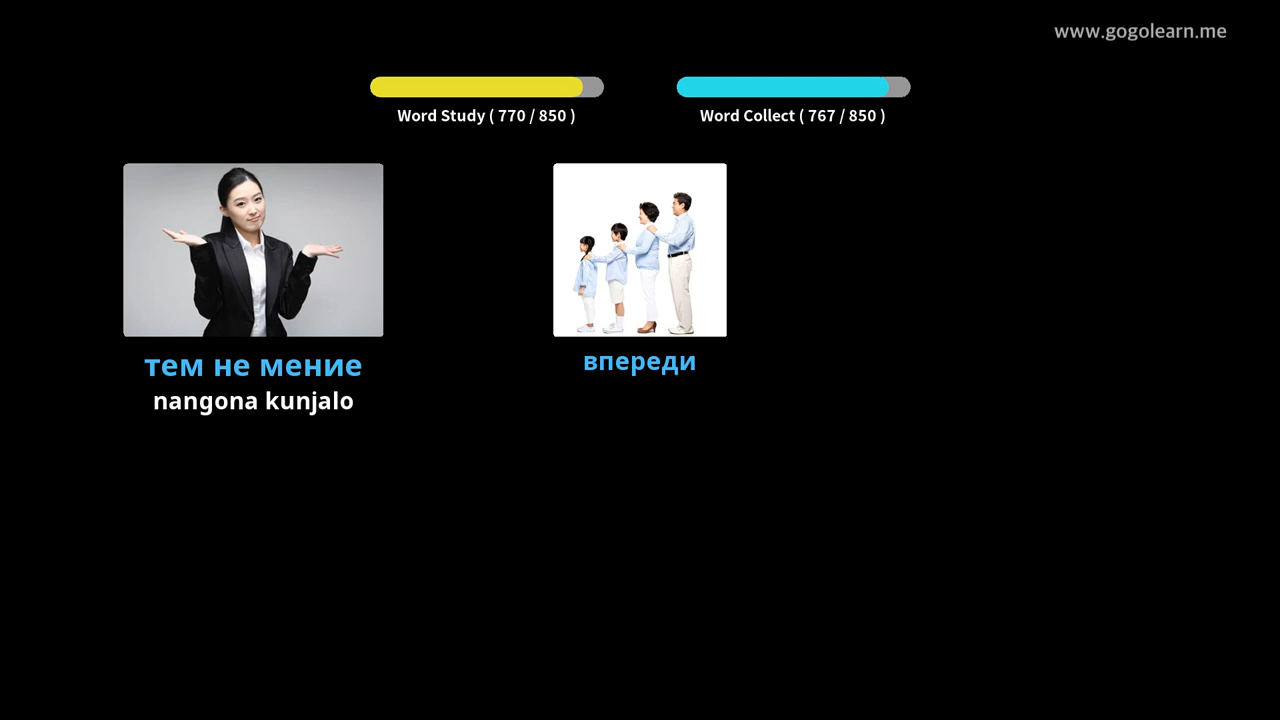 www.gogolearn.me
Word Study ( 770 / 850 )
Word Collect ( 767 / 850 )
тем не мение
nangona kunjalo
впереди